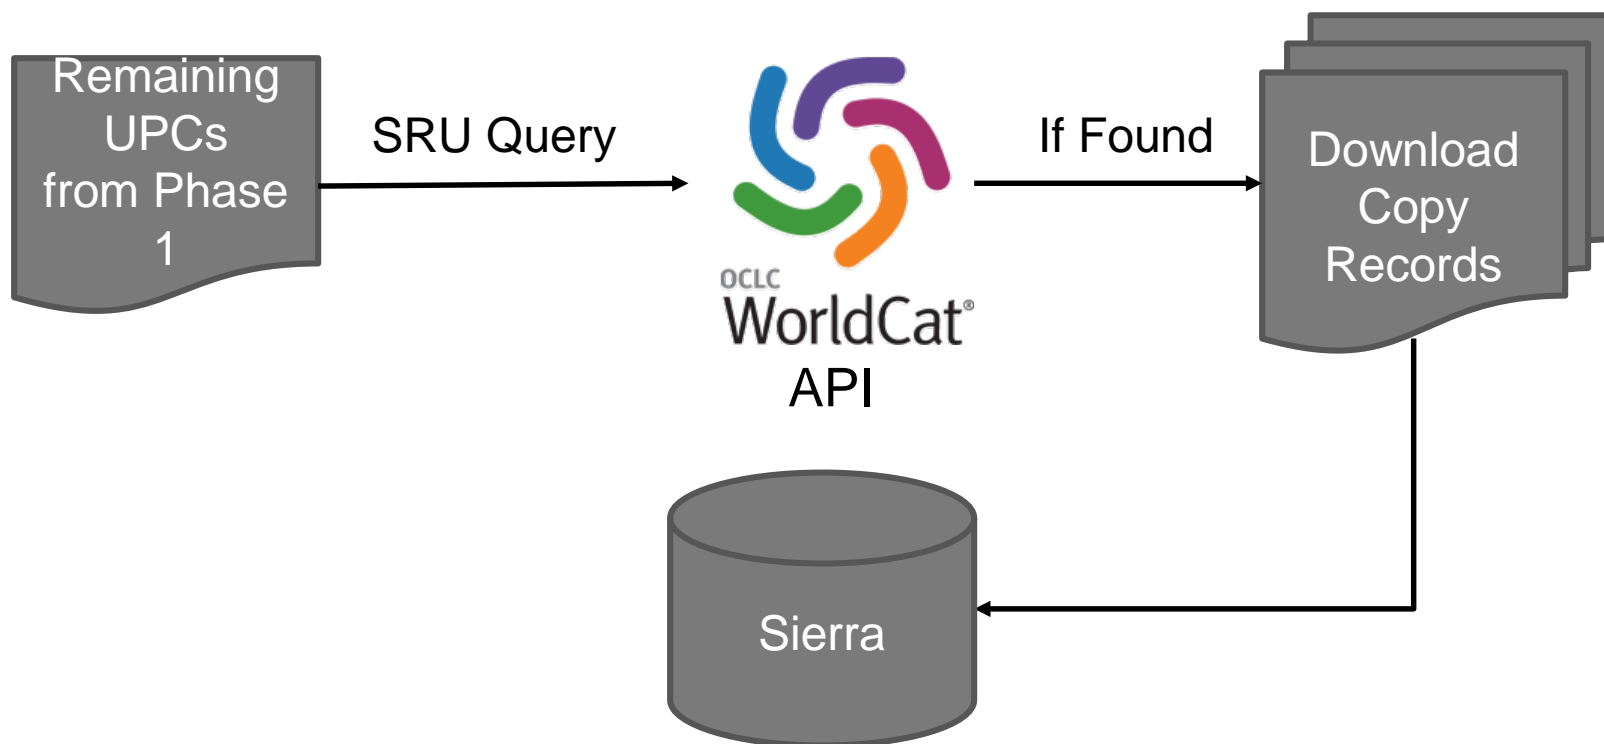 Remaining
UPCs
from Phase
1
SRU Query
OCLC
WorldCat®
API
If Found
Download
Copy
Records
Sierra